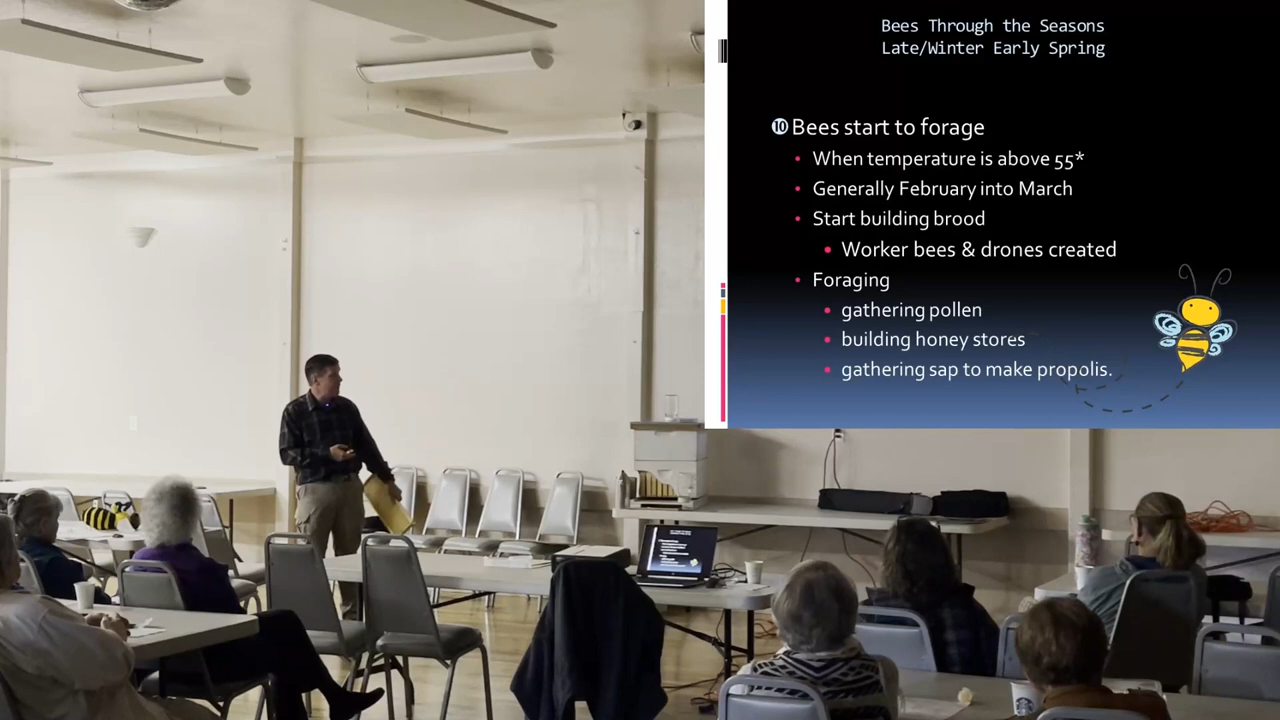 Bees Through the Seasons
Late/Winter Early Spring
10 Bees start to forage
• When temperature is above 55*
• Generally February into March
• Start building brood
• Worker bees & drones created
• Foraging
• gathering pollen
• building honey stores
• gathering sap to make propolis.